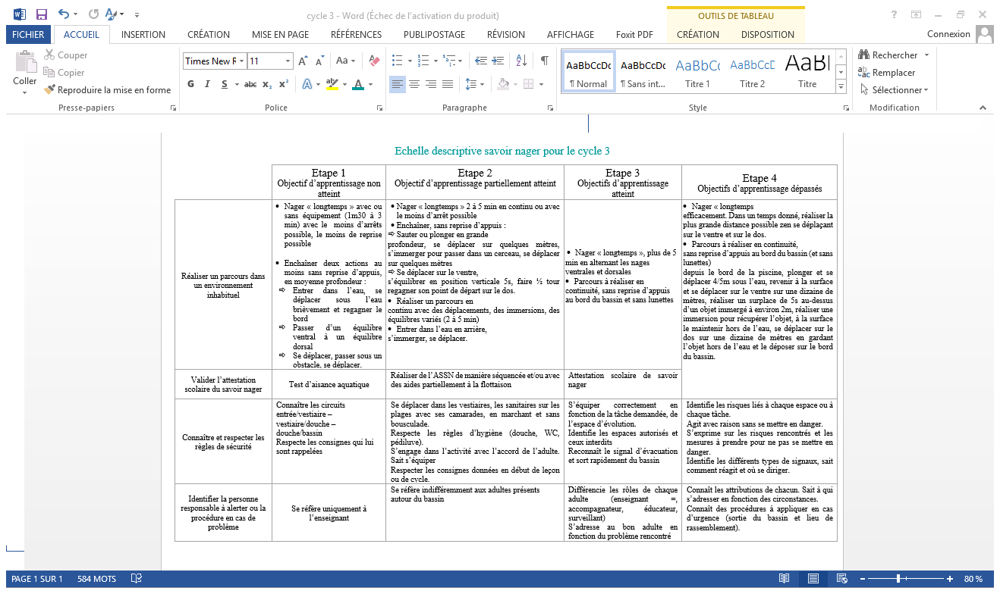 cycle 3 - Word (Échec de l'activation du produit)
OUTILS DE TABLEAU
?
FICHIER
ACCUEIL
INSERTION
CRÉATION
MISE EN PAGE
RÉFÉRENCES
PUBLIPOSTAGE
RÉVISION
AFFICHAGE
Foxit PDF
CRÉATION
DISPOSITION
Connexion
Coller
Couper
Copier
Reproduire la mise en forme
Presse-papiers
Times New R
11
Aa
G I S abc x₂ x²
Police
Paragraphe
AaBbCcDc
¶ Normal
AaBbCcDc
¶ Sans int...
AaBbCc
Titre 1
AaBbCcD
Titre 2
AaBl
Titre
Style
Rechercher
Remplacer
Sélectionner
Modification
Echelle descriptive savoir nager pour le cycle 3
Etape 1
Objectif d’apprentissage non
atteint
Etape 2
Objectif d’apprentissage partiellement atteint
Etape 3
Objectifs d’apprentissage
atteint
Etape 4
Objectifs d’apprentissage dépassés
Réaliser un parcours dans
un environnement
inhabituel
• Nager « longtemps » avec ou
sans équipement (1m30 à 3
min) avec le moins d’arrêts
possible, le moins de reprise
possible
• Enchaîner deux actions au
moins sans reprise d’appuis,
en moyenne profondeur :
⇨ Entrer dans l’eau, se
déplacer sous l’eau
brièvement et regagner le
bord
⇨ Passer d’un équilibre
ventral à un équilibre
dorsal
⇨ Se déplacer, passer sous un
obstacle, se déplacer.
• Nager « longtemps » 2 à 5 min en continu ou avec
le moins d’arrêt possible
• Enchaîner, sans reprise d’appuis :
⇨ Sauter ou plonger en grande
profondeur, se déplacer sur quelques mètres,
s’immerger pour passer dans un cerceau, se déplacer
sur quelques mètres
⇨ Se déplacer sur le ventre,
s’équilibrer en position verticale 5s, faire ½ tour
regagner son point de départ sur le dos.
• Réaliser un parcours en
continu avec des déplacements, des immersions, des
équilibres variés (2 à 5 min)
• Entrer dans l’eau en arrière,
s’immerger, se déplacer.
• Nager « longtemps », plus de 5
min en alternant les nages
ventrales et dorsales
• Parcours à réaliser en
continuité, sans reprise d’appuis
au bord du bassin et sans lunettes
• Nager « longtemps
efficacement. Dans un temps donné, réaliser la
plus grande distance possible zen se déplaçant
sur le ventre et sur le dos.
• Parcours à réaliser en continuité,
sans reprise d’appuis au bord du bassin (et sans
lunettes)
depuis le bord de la piscine, plonger et se
déplacer 4/5m sous l’eau, revenir à la surface
et se déplacer sur le ventre sur une dizaine de
mètres, réaliser un surplace de 5s au-dessus
d’un objet immergé à environ 2m, réaliser une
immersion pour récupérer l’objet, à la surface
le maintenir hors de l’eau, se déplacer sur le
dos sur une dizaine de mètres en gardant
l’objet hors de l’eau et le déposer sur le bord
du bassin.
Valider l’attestation
scolaire du savoir nager
Test d’aisance aquatique
Réaliser de l’ASSN de manière séquencée et/ou avec
des aides partiellement à la flottaison
Attestation scolaire de savoir
nager
Connaître et respecter les
règles de sécurité
Connaître les circuits
entrée/vestiaire –
vestiaire/douche –
douche/bassin
Respecte les consignes qui lui
sont rappelées
Se déplacer dans les vestiaires, les sanitaires sur les
plages avec ses camarades, en marchant et sans
bousculade.
Respecte les règles d’hygiène (douche, WC,
pédiluve).
S’engage dans l’activité avec l’accord de l’adulte.
Sait s’équiper
Respecter les consignes données en début de leçon
ou de cycle.
S’équiper correctement en
fonction de la tâche demandée, de
l’espace d’évolution.
Identifie les espaces autorisés et
ceux interdits
Reconnaît le signal d’évacuation
et sort rapidement du bassin
Identifie les risques liés à chaque espace ou à
chaque tâche.
Agit avec raison sans se mettre en danger.
S’exprime sur les risques rencontrés et les
mesures à prendre pour ne pas se mettre en
danger.
Identifie les différents types de signaux, sait
comment réagit et où se diriger.
Identifier la personne
responsable à alerter ou la
procédure en cas de
problème
Se réfère uniquement à
l’enseignant
Se réfère indifféremment aux adultes présents
autour du bassin
Différencie les rôles de chaque
adulte (enseignant =,
accompagnateur, éducateur,
surveillant)
S’adresse au bon adulte en
fonction du problème rencontré
Connaît les attributions de chacun. Sait à qui
s’adresser en fonction des circonstances.
Connaît des procédures à appliquer en cas
d’urgence (sortie du bassin et lieu de
rassemblement).
PAGE 1 SUR 1
584 MOTS
80 %